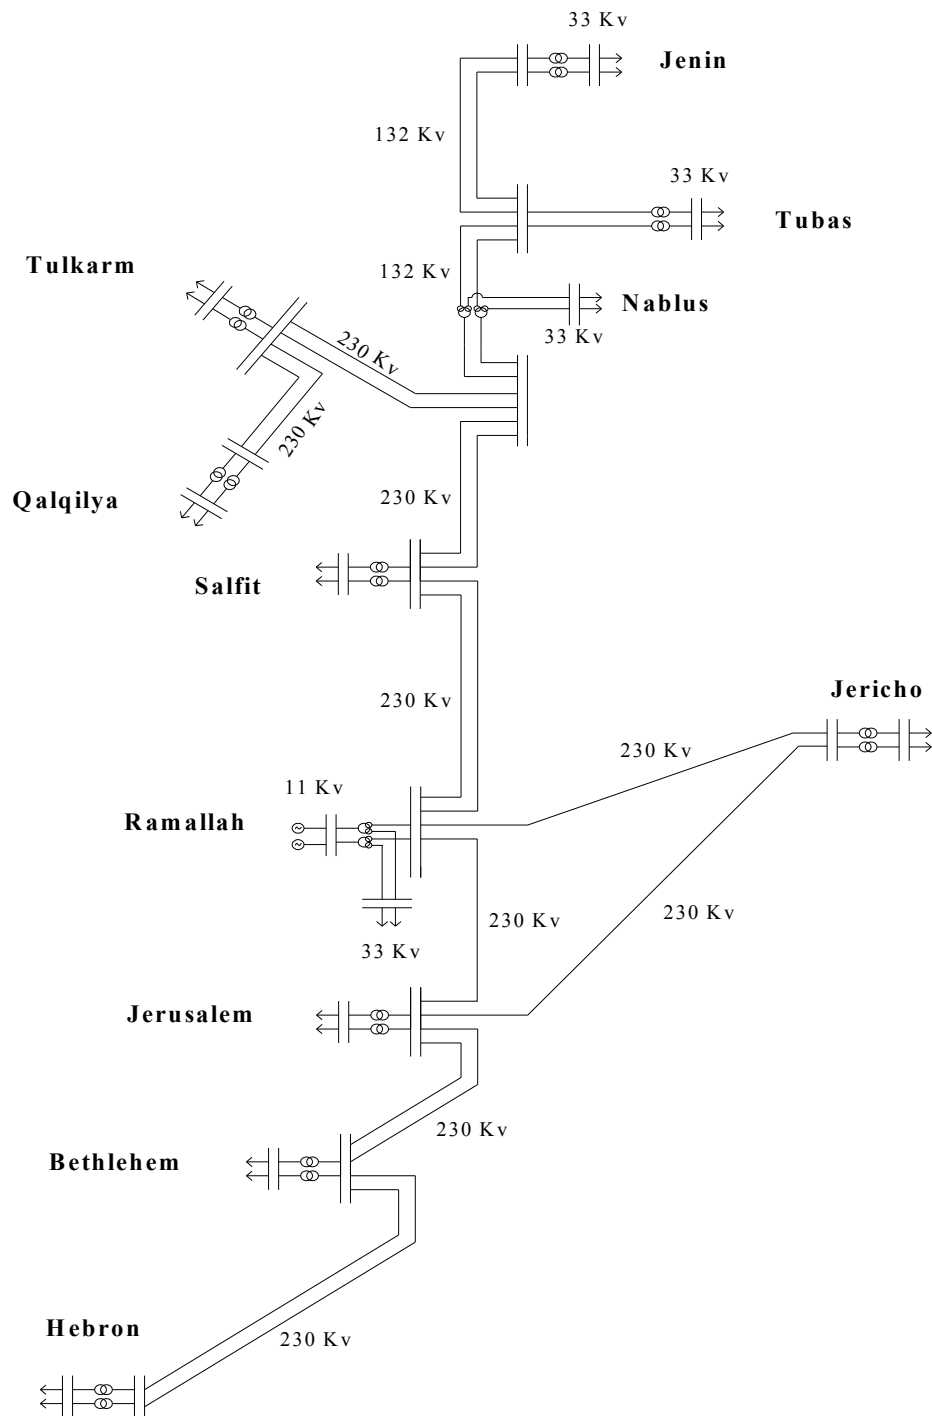 33 Kv
Jenin
132 Kv
33 Kv
Tubas
Tulkarm
132 Kv
Nablus
33 Kv
230 Kv
230 Kv
Qalqilya
230 Kv
Salfit
Jericho
230 Kv
230 Kv
11 Kv
Ramallah
230 Kv
230 Kv
33 Kv
Jerusalem
230 Kv
Bethlehem
Hebron
230 Kv